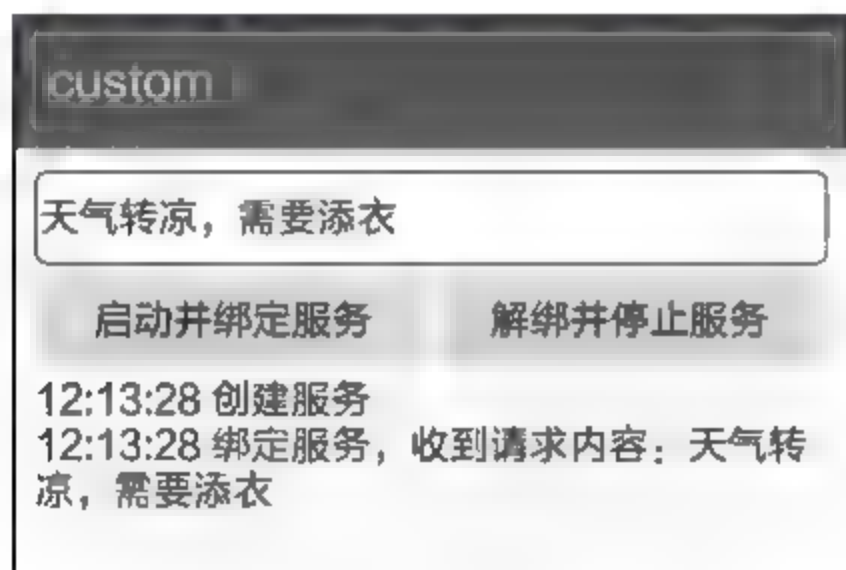 custom
天气转凉，需要添衣
启动并绑定服务 解绑并停止服务
12:13:28 创建服务
12:13:28 绑定服务，收到请求内容：天气转
凉，需要添衣